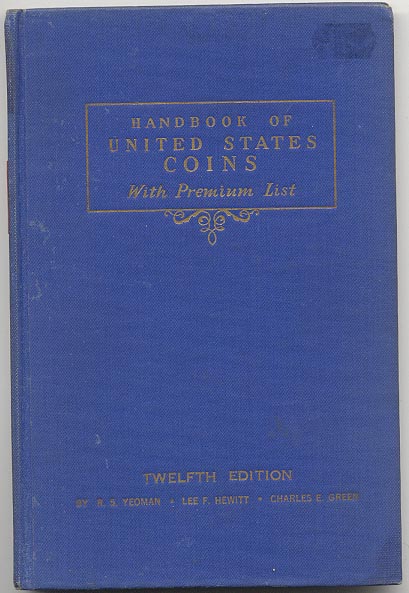 HANDBOOK OF
UNITED STATES
COINS
With Premium List
TWELFTH EDITION
BY R. S. YEOMAN • LEE F. HEWITT • CHARLES E. GREEN